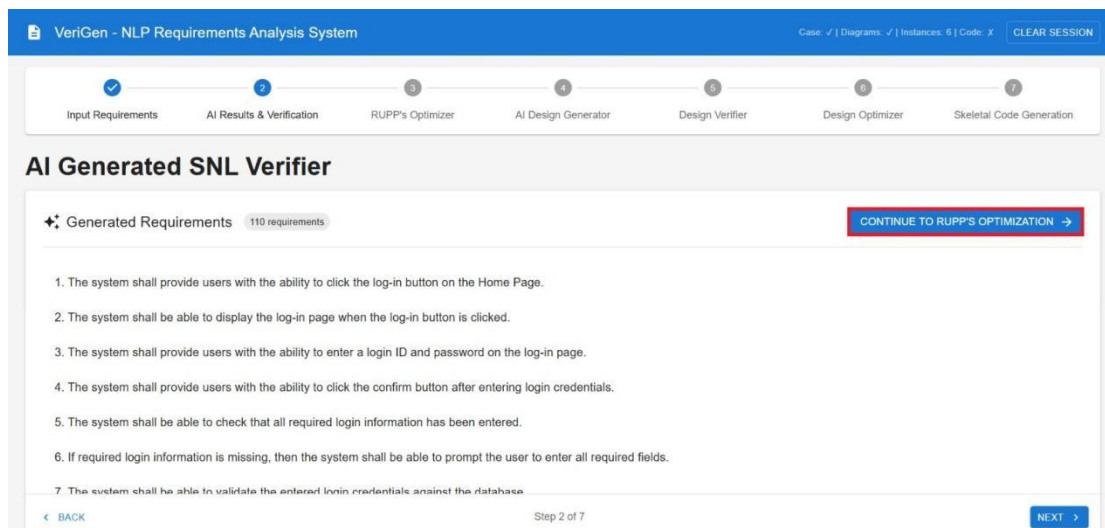 VeriGen - NLP Requirements Analysis System
Case: ✓ | Diagrams: ✓ | Instances: 6 | Code: ✗
CLEAR SESSION
Input Requirements
2
AI Results & Verification
3
RUPP's Optimizer
4
AI Design Generator
5
Design Verifier
6
Design Optimizer
7
Skeletal Code Generation
AI Generated SNL Verifier
Generated Requirements
110 requirements
CONTINUE TO RUPP'S OPTIMIZATION →
1. The system shall provide users with the ability to click the log-in button on the Home Page.
2. The system shall be able to display the log-in page when the log-in button is clicked.
3. The system shall provide users with the ability to enter a login ID and password on the log-in page.
4. The system shall provide users with the ability to click the confirm button after entering login credentials.
5. The system shall be able to check that all required login information has been entered.
6. If required login information is missing, then the system shall be able to prompt the user to enter all required fields.
7. The system shall be able to validate the entered login credentials against the database
< BACK
Step 2 of 7
NEXT >